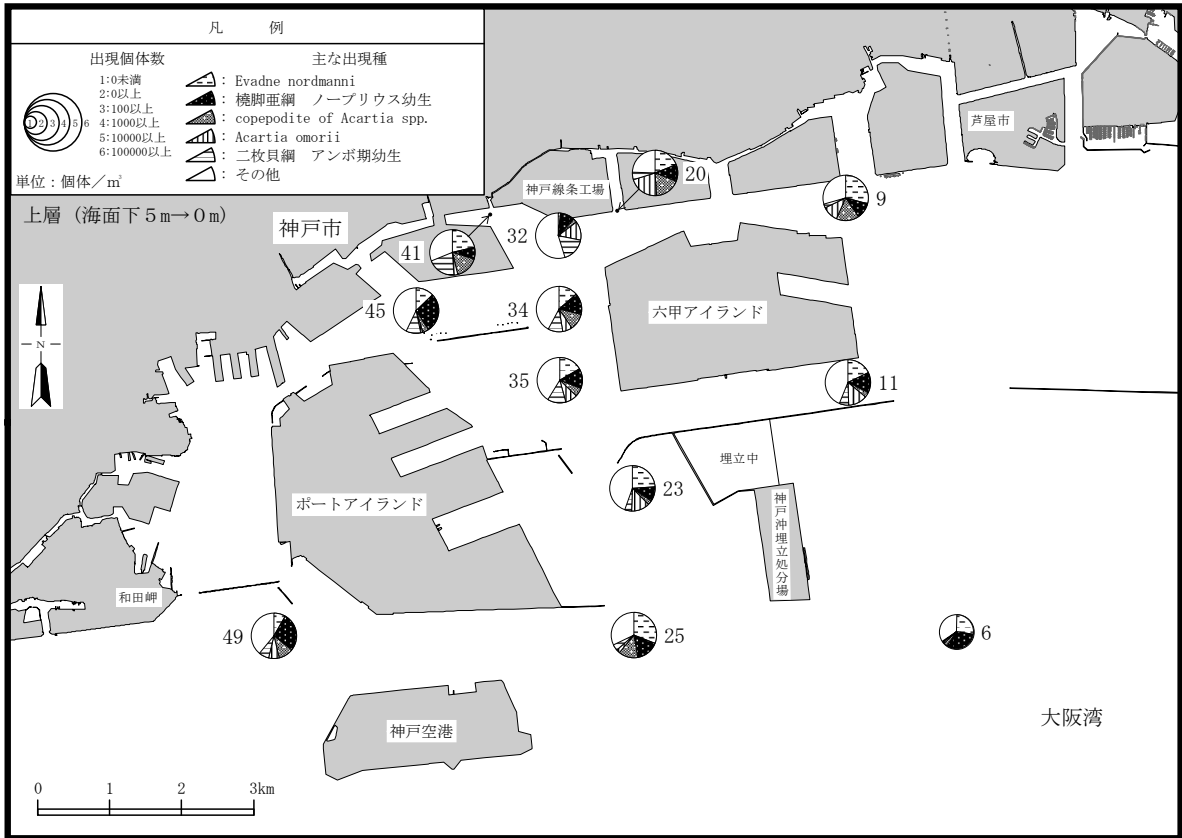 凡 例
出現個体数
1:0未満
2:0以上
3:100以上
4:1000以上
5:10000以上
6:100000以上
1 2 3 4 5 6
単位：個体／m³
主な出現種
：Evadne nordmanni
：橈脚亜綱 ノープリウス幼生
：copepodite of Acartia spp.
：Acartia omorii
：二枚貝綱 アンボ期幼生
：その他
上層（海面下５ｍ→０ｍ）
神戸市
芦屋市
神戸線条工場
20
9
32
41
45
34
六甲アイランド
N
35
11
埋立中
23
ポートアイランド
神戸沖埋立処分場
和田岬
49
25
6
大阪湾
神戸空港
0 1 2 3km